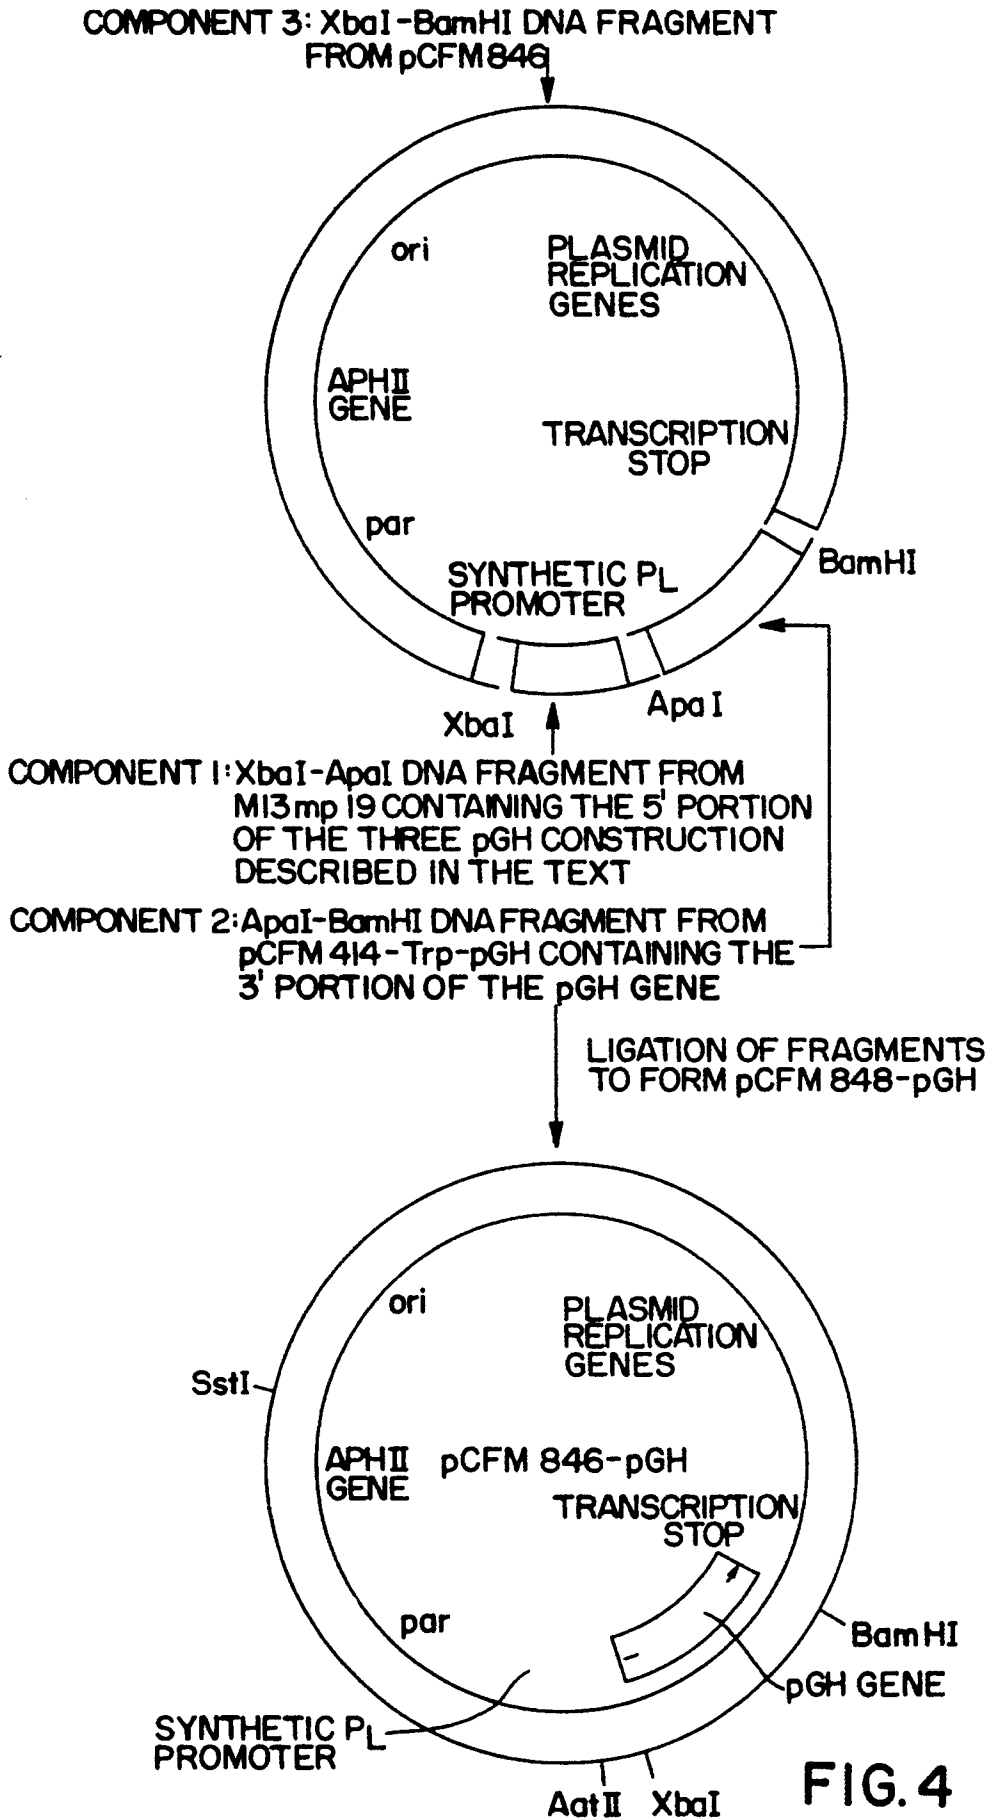 COMPONENT 3: XbaI-BamHI DNA FRAGMENT
FROM pCFM846
ori
PLASMID
REPLICATION
GENES
APHII
GENE
TRANSCRIPTION
STOP
par
SYNTHETIC PL
PROMOTER
BamHI
XbaI
ApaI
COMPONENT 1: XbaI-ApaI DNA FRAGMENT FROM
M13mp 19 CONTAINING THE 5' PORTION
OF THE THREE pGH CONSTRUCTION
DESCRIBED IN THE TEXT
COMPONENT 2: ApaI-BamHI DNA FRAGMENT FROM
pCFM 414-Trp-pGH CONTAINING THE
3' PORTION OF THE pGH GENE
LIGATION OF FRAGMENTS
TO FORM pCFM 848-pGH
ori
PLASMID
REPLICATION
GENES
SstI
APHII
GENE
pCFM 846-pGH
TRANSCRIPTION
STOP
par
BamHI
pGH GENE
SYNTHETIC PL
PROMOTER
AatII
XbaI
FIG. 4